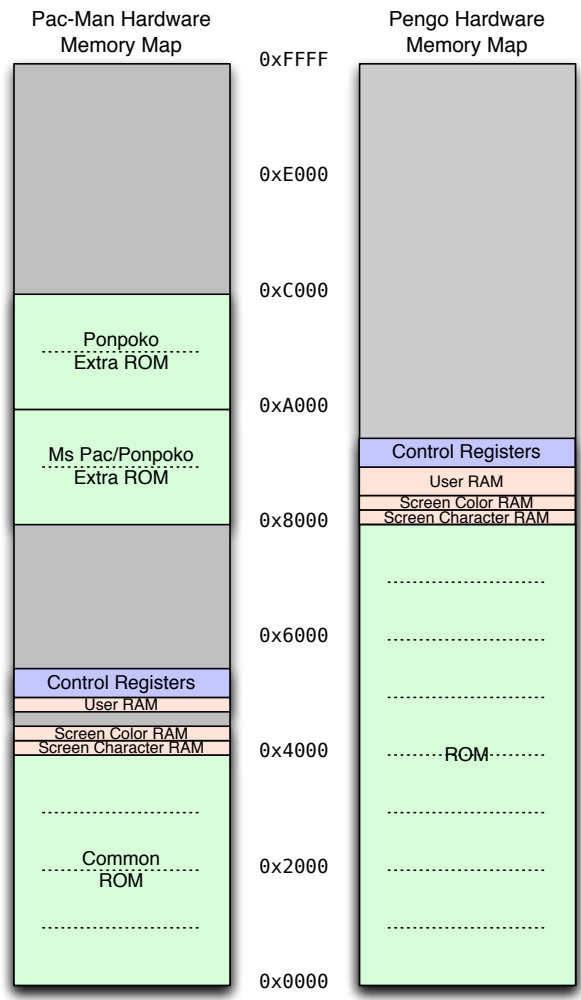 Pac-Man Hardware
Memory Map
Pengo Hardware
Memory Map
0xFFFF
0xE000
0xC000
Ponpoko
Extra ROM
0xA000
Ms Pac/Ponpoko
Extra ROM
Control Registers
User RAM
Screen Color RAM
Screen Character RAM
0x8000
0x6000
Control Registers
User RAM
Screen Color RAM
Screen Character RAM
0x4000
ROM
Common
ROM
0x2000
0x0000